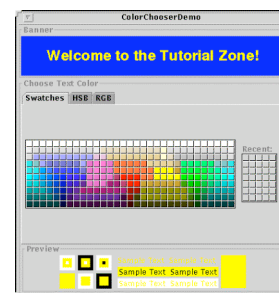 ColorChooserDemo
Banner
Welcome to the Tutorial Zone!
Choose Text Color
Swatches HSB RGB
Recent:
Preview
Sample Text Sample Text
Sample Text Sample Text
Sample Text Sample Text